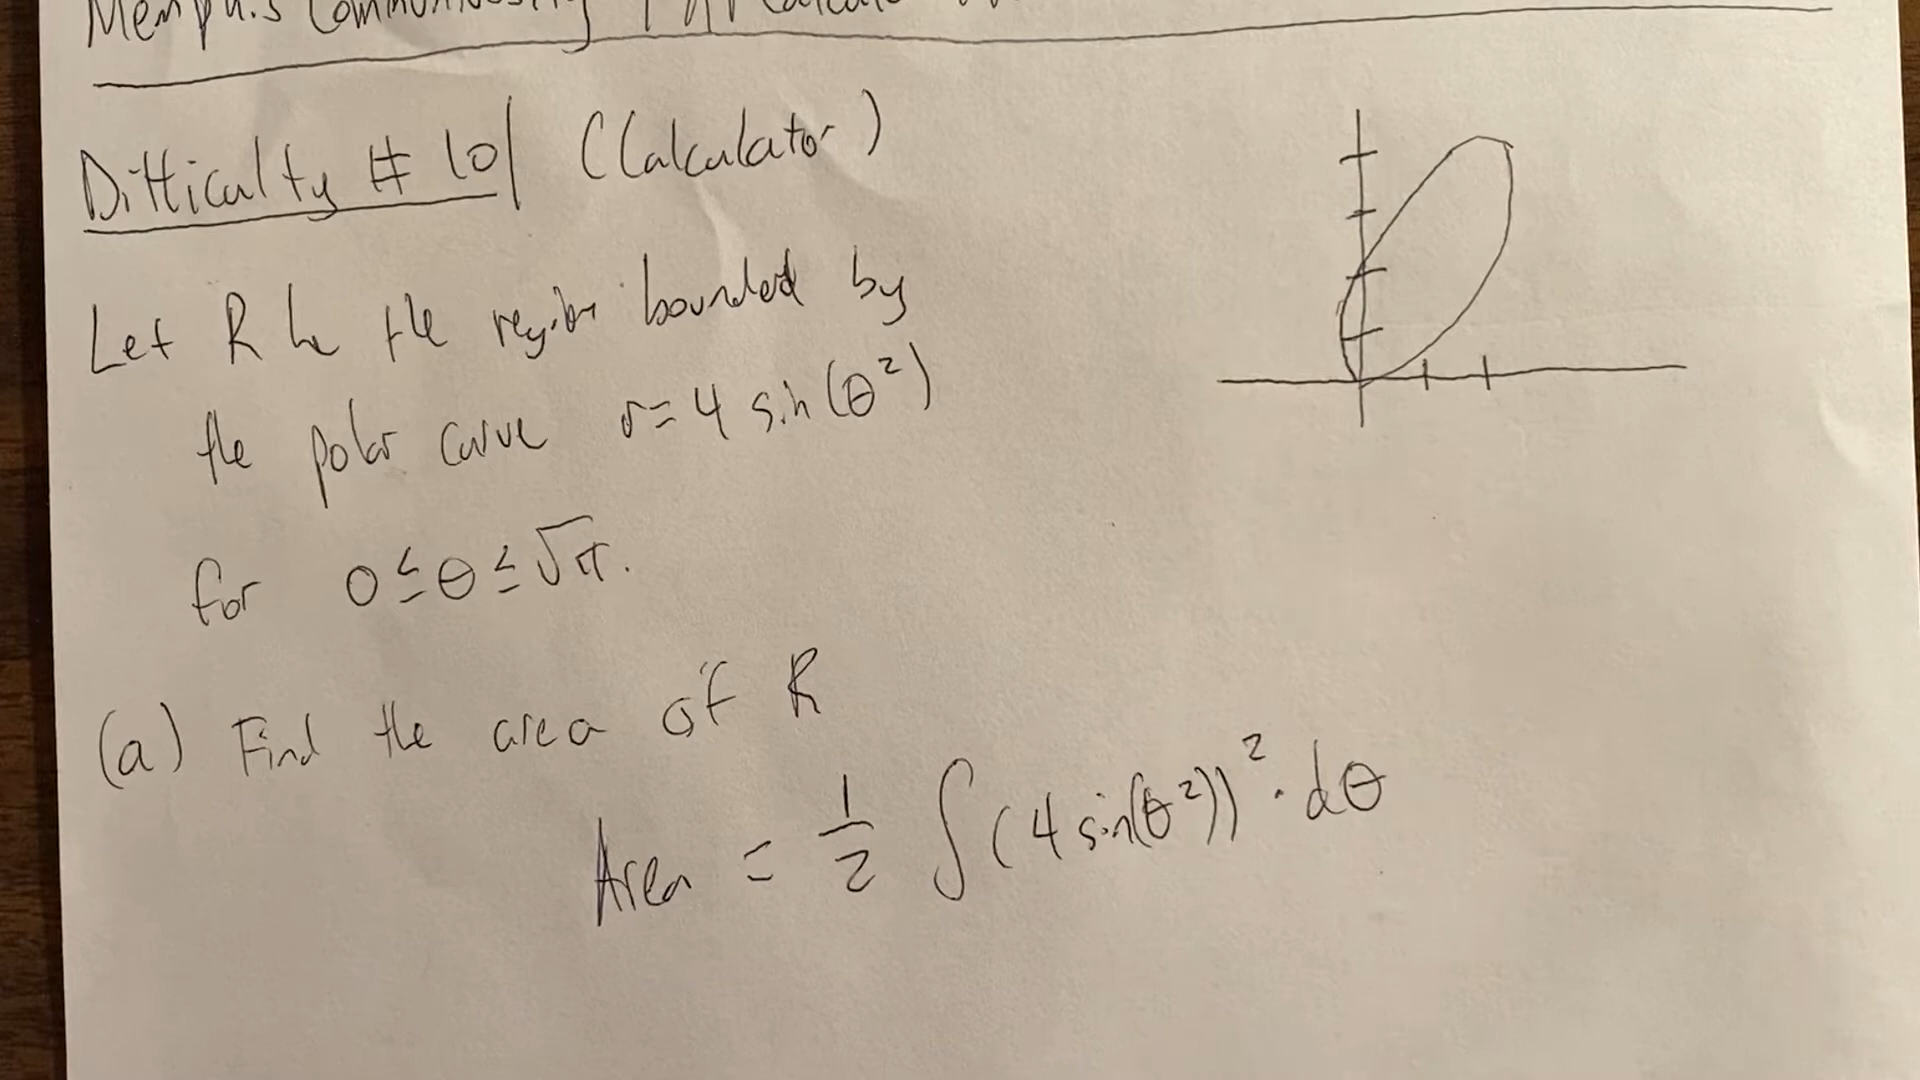 Memphis
Difficulty # 10 (Calculator)
Let R be the region bounded by
the polar curve r = 4 sin(θ²)
for 0 ≤ θ ≤ √π.
(a) Find the area of R
Area = 1/2 ∫(4 sin(θ²))² · dθ